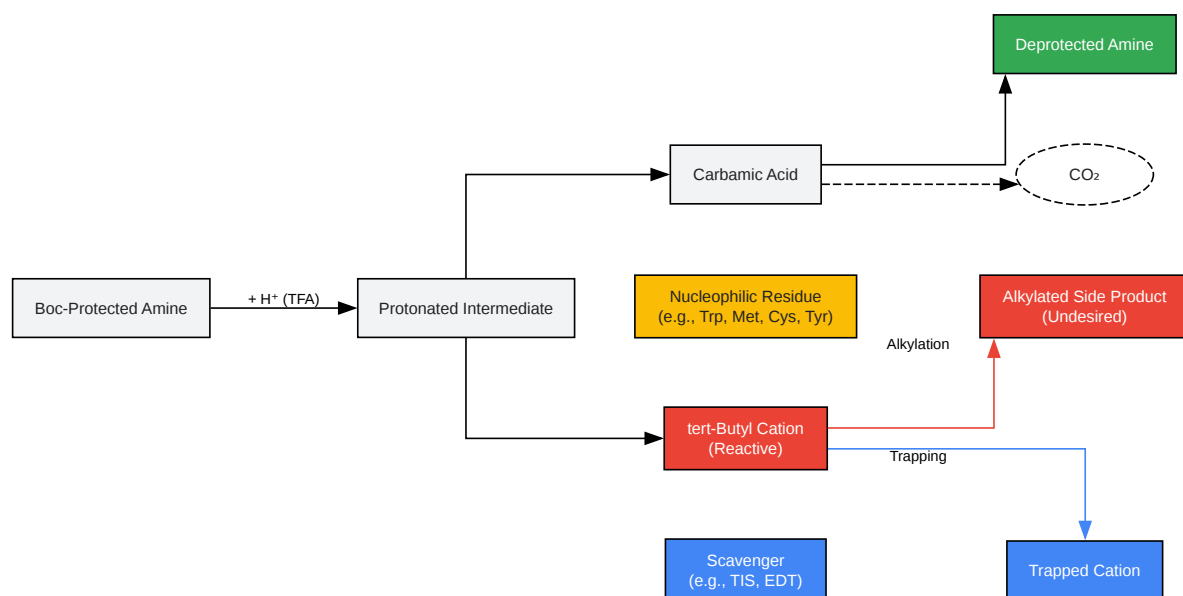 Deprotected Amine
Carbamic Acid
CO₂
Boc-Protected Amine
+ H⁺ (TFA)
Protonated Intermediate
Nucleophilic Residue
(e.g., Trp, Met, Cys, Tyr)
Alkylated Side Product
(Undesired)
Alkylation
tert-Butyl Cation
(Reactive)
Trapping
Scavenger
(e.g., TIS, EDT)
Trapped Cation